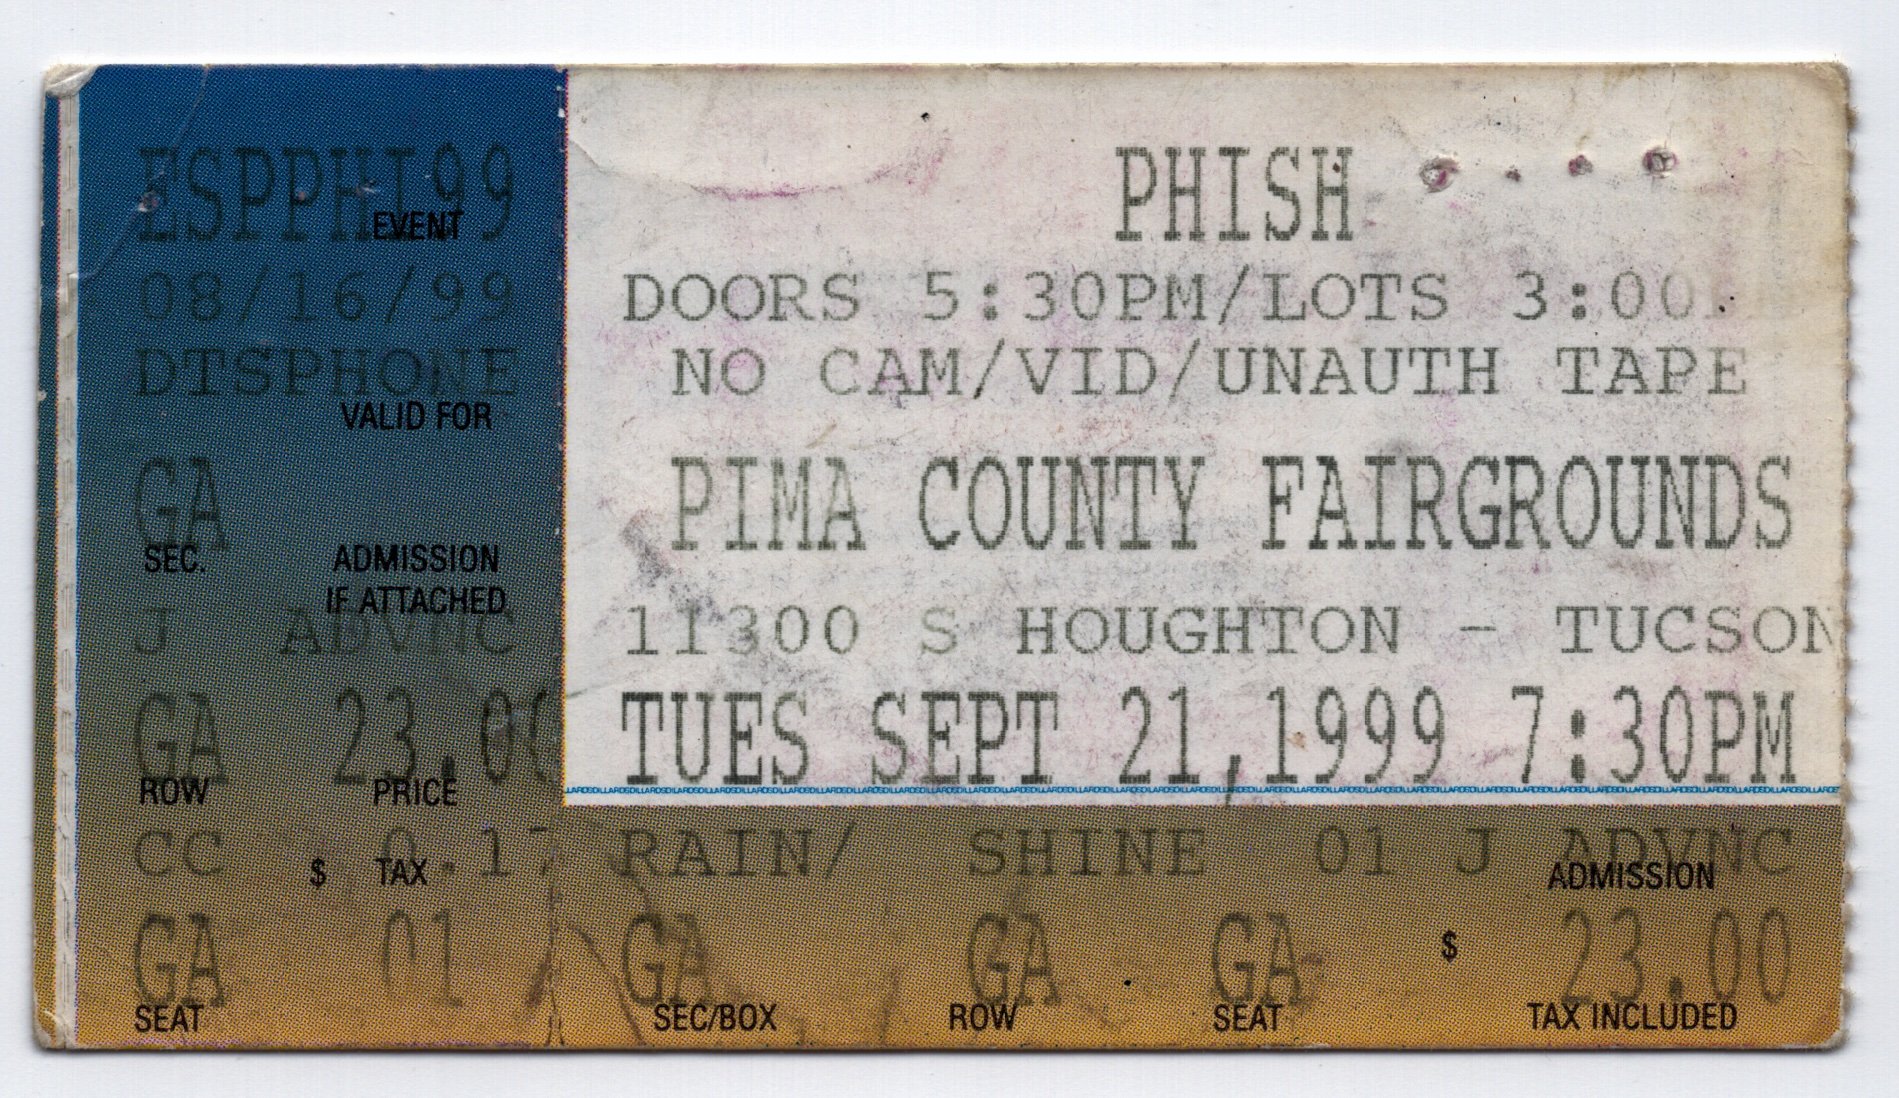 ESPPHI99
EVENT
08/16/99
DTSPHONE
VALID FOR
GA
SEC.
ADMISSION
IF ATTACHED
J ADVNC
GA 23.00
ROW PRICE
CC 0.17
$ TAX
GA 01
SEAT
PHISH
DOORS 5:30PM/LOTS 3:00
NO CAM/VID/UNAUTH TAPE
PIMA COUNTY FAIRGROUNDS
11300 S HOUGHTON - TUCSON
TUES SEPT 21,1999 7:30PM
RAIN/ SHINE 01 J ADVNC
ADMISSION
GA GA GA $ 23.00
SEC/BOX ROW SEAT TAX INCLUDED